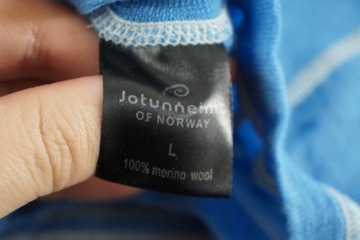 Jotunheim
OF NORWAY
L
100% merino wool